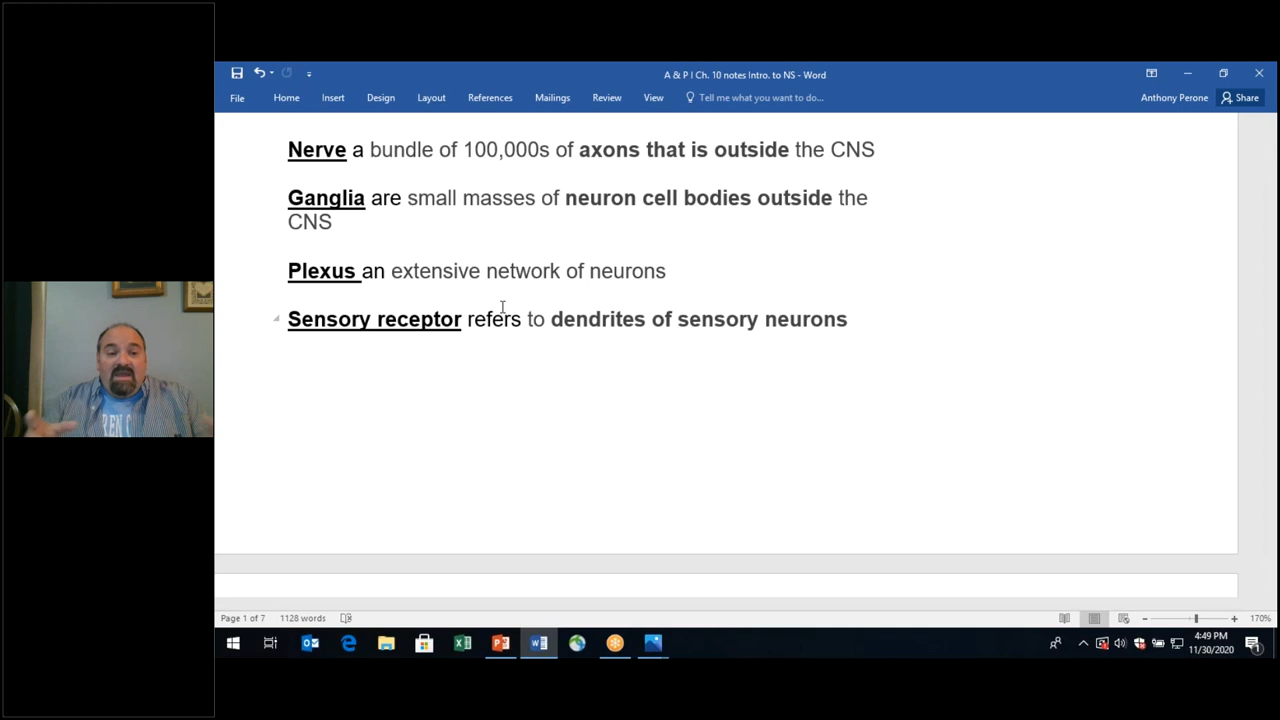 A & P I Ch. 10 notes Intro. to NS - Word
File Home Insert Design Layout References Mailings Review View Tell me what you want to do... Anthony Perone Share
Nerve a bundle of 100,000s of axons that is outside the CNS
Ganglia are small masses of neuron cell bodies outside the
CNS
Plexus an extensive network of neurons
Sensory receptor refers to dendrites of sensory neurons
Page 1 of 7 1128 words 170%
4:49 PM
11/30/2020